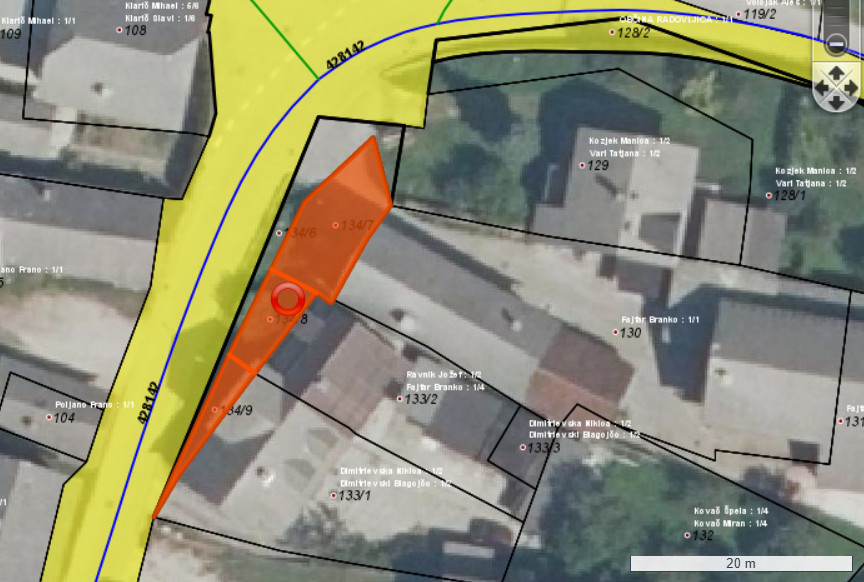 Klarič Mihael : 5/6
Klarič Slavi : 1/6
108
Klarič Mihael : 1/1
109
119/2
OBČINA RADOVLJICA : 1/1
128/2
428142
Kozjek Manica : 1/2
Vari Tatjana : 1/2
129
Kozjek Manica : 1/2
Vari Tatjana : 1/2
128/1
134/6
134/7
Frano : 1/1
8
Fajfar Branko : 1/1
130
Ravnik Jožef : 1/2
Fajfar Branko : 1/4
133/2
428142
Poljanc Frano : 1/1
104
134/9
131
Dimitrievska Nikica : 1/2
Dimitrievski Blagojčo : 1/2
133/3
Dimitrievska Nikica : 1/2
Dimitrievski Blagojčo : 1/2
133/1
Kovač Špela : 1/4
Kovač Miran : 1/4
132
20 m